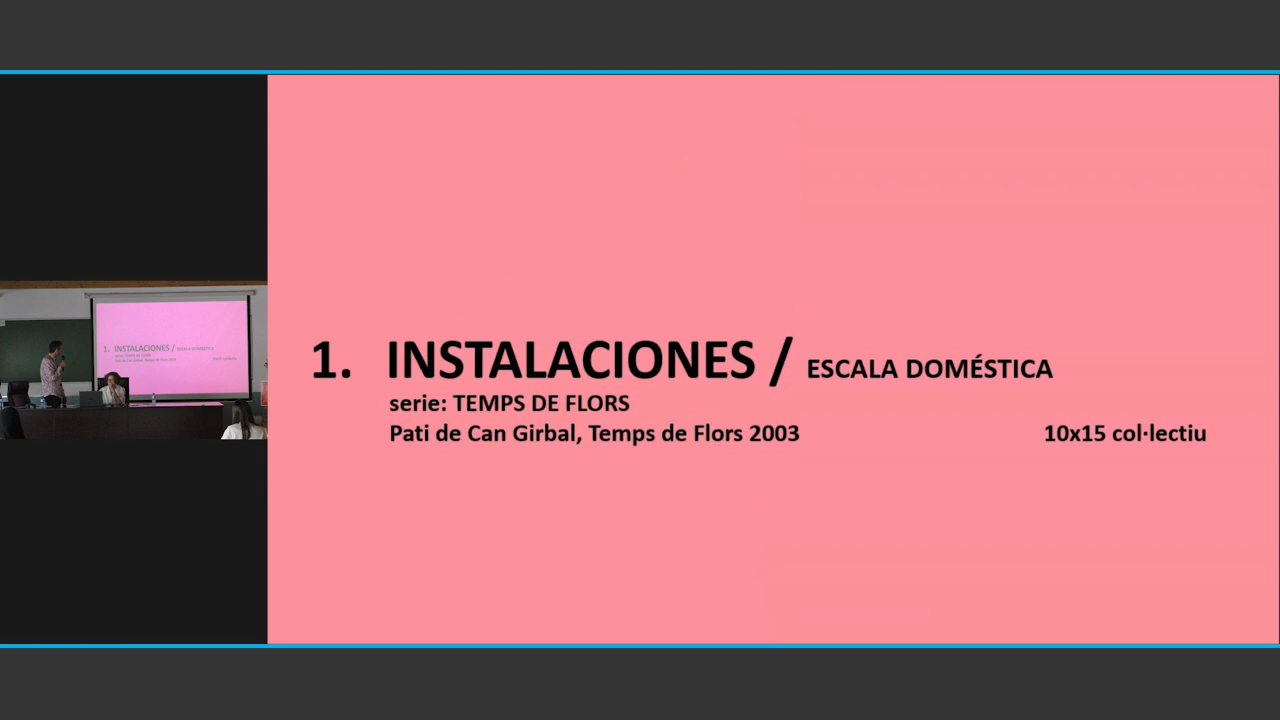 1. INSTALACIONES / ESCALA DOMÉSTICA
serie: TEMPS DE FLORS
Pati de Can Girbal, Temps de Flors 2003 10x15 col·lectiu